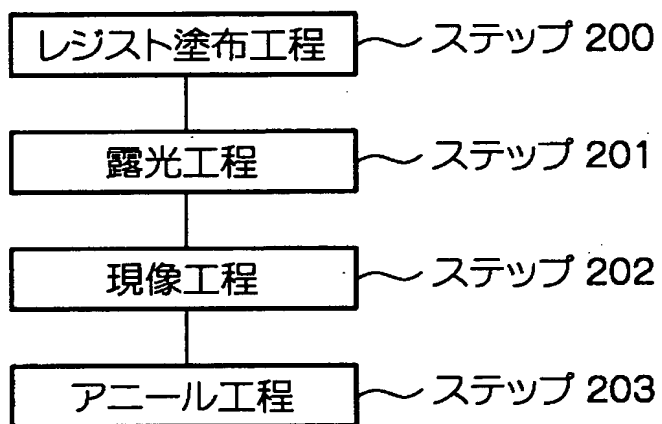 レジスト塗布工程 ステップ 200
露光工程 ステップ 201
現像工程 ステップ 202
アニール工程 ステップ 203